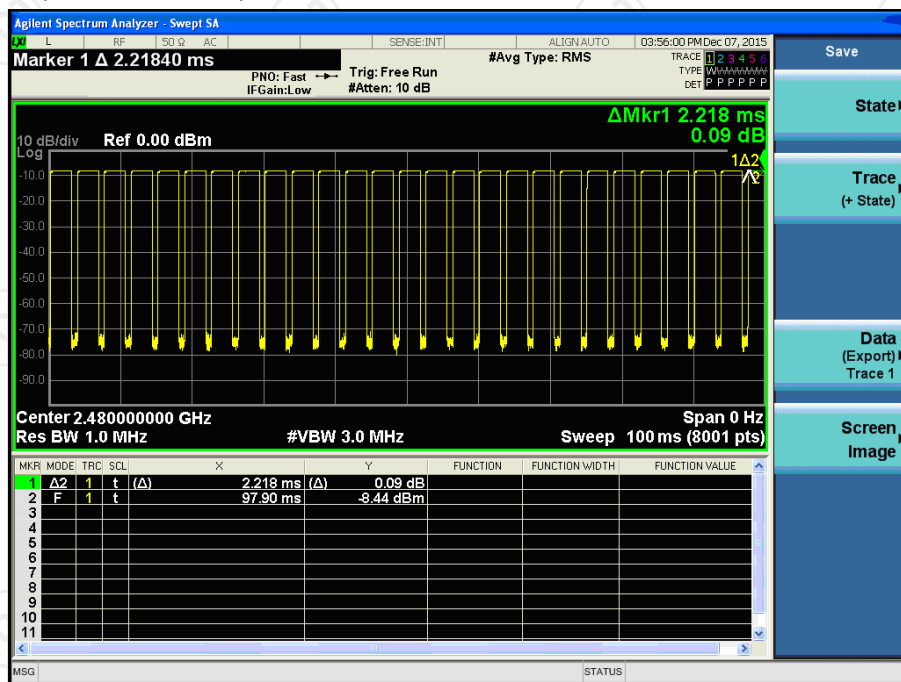 Agilent Spectrum Analyzer - Swept SA
LXI L RF 50 Ω AC SENSE:INT ALIGN AUTO 03:56:00 PM Dec 07, 2015
Marker 1 Δ 2.21840 ms #Avg Type: RMS TRACE 1 2 3 4 5 6
PNO: Fast Trig: Free Run TYPE WWWWWW
IFGain:Low #Atten: 10 dB DET P P P P P P
ΔMkr1 2.218 ms
0.09 dB
10 dB/div Ref 0.00 dBm
Log
1Δ2
-10.0
-20.0
-30.0
-40.0
-50.0
-60.0
-70.0
-80.0
-90.0
Center 2.480000000 GHz Span 0 Hz
Res BW 1.0 MHz #VBW 3.0 MHz Sweep 100 ms (8001 pts)
MKR MODE TRC SCL X Y FUNCTION FUNCTION WIDTH FUNCTION VALUE
1 Δ2 1 t (Δ) 2.218 ms (Δ) 0.09 dB
2 F 1 t 97.90 ms -8.44 dBm
3
4
5
6
7
8
9
10
11
MSG STATUS
Save
State
Trace
(+ State)
Data
(Export)
Trace 1
Screen
Image